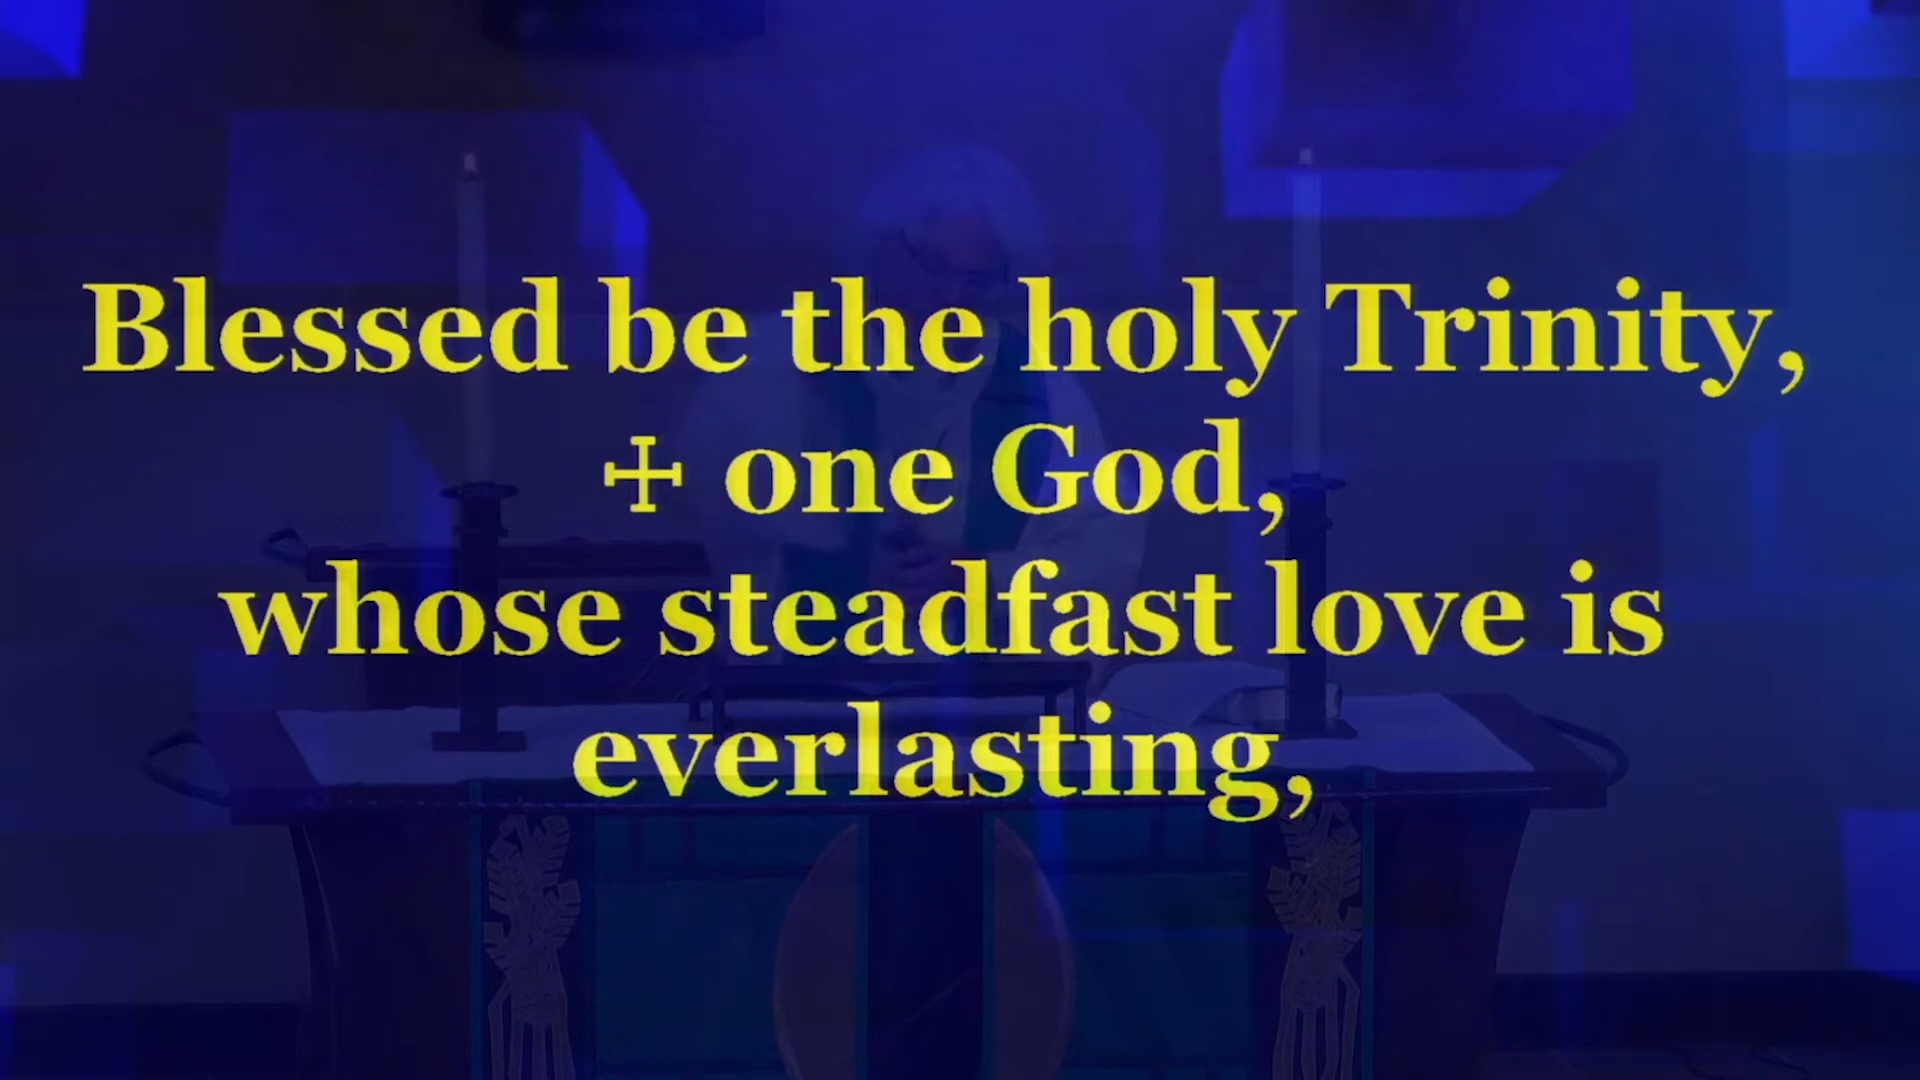 Blessed be the holy Trinity,
☩ one God,
whose steadfast love is
everlasting,